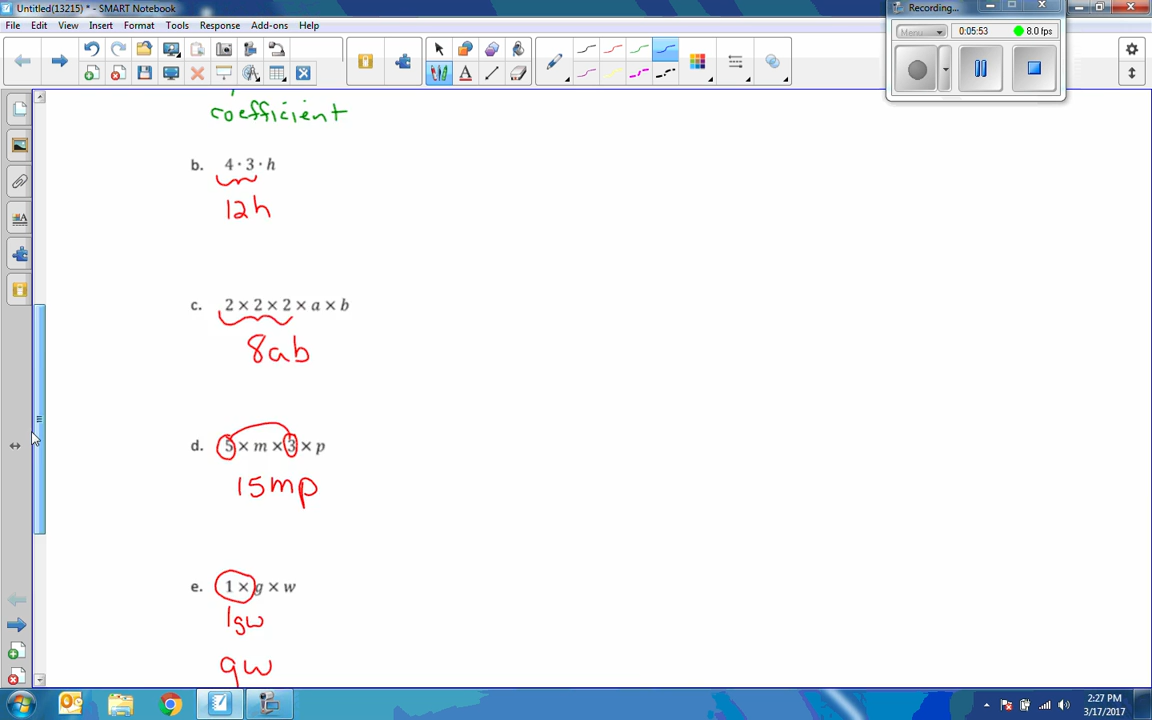 Untitled(13215) * - SMART Notebook
Recording...
File Edit View Insert Format Tools Response Add-ons Help
Menu 0:05:53 8.0 fps
coefficient
b. 4 · 3 · h
12h
c. 2 × 2 × 2 × a × b
8ab
d. 5 × m × 3 × p
15mp
e. 1 × g × w
1gw
gw
2:27 PM
3/17/2017